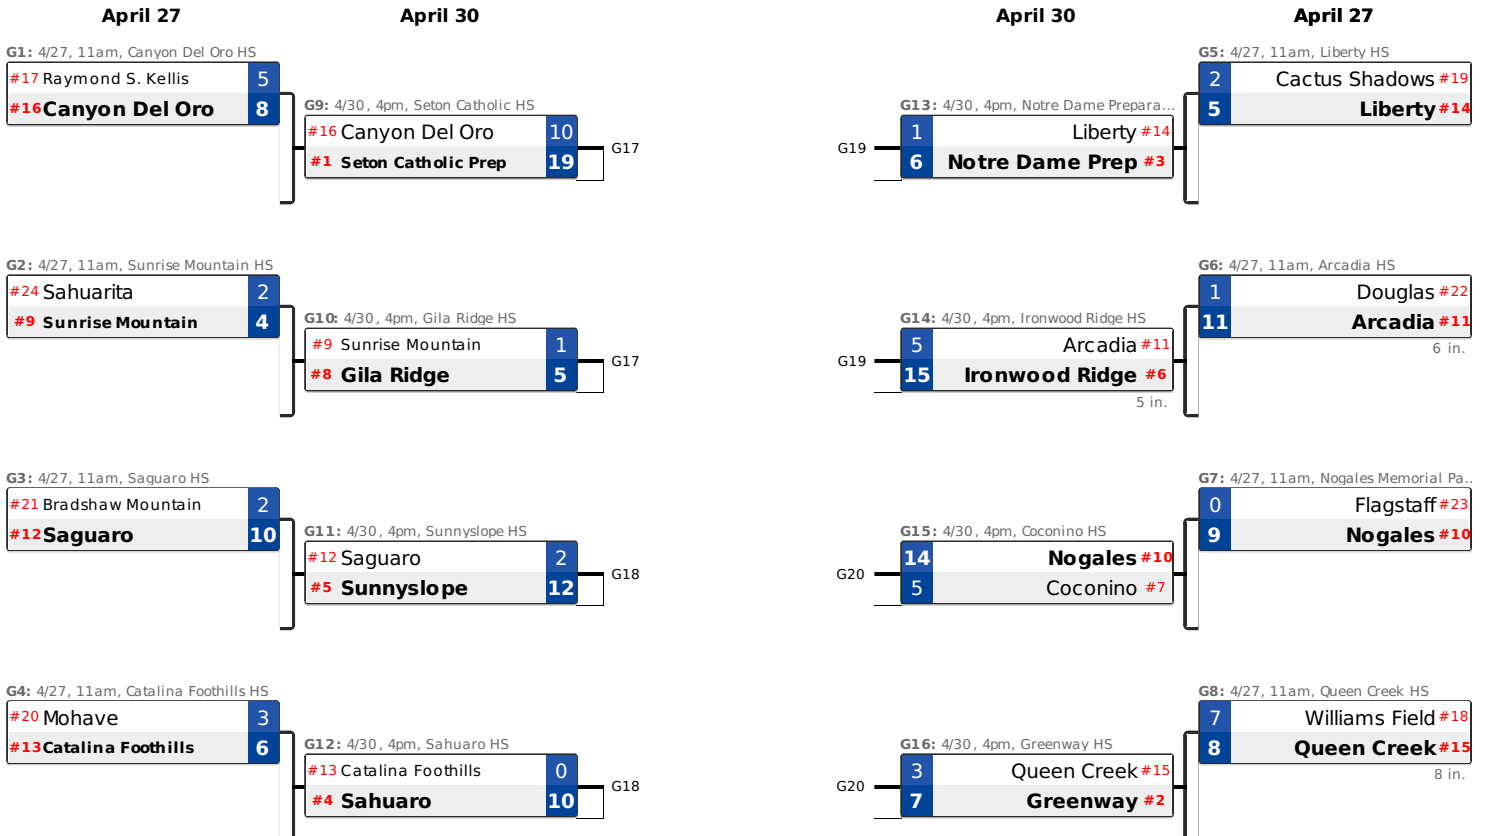 April 27
April 30
April 30
April 27
G1: 4/27, 11am, Canyon Del Oro HS
#17 Raymond S. Kellis 5
#16 Canyon Del Oro 8
G9: 4/30, 4pm, Seton Catholic HS
#16 Canyon Del Oro 10
#1 Seton Catholic Prep 19
G17
G2: 4/27, 11am, Sunrise Mountain HS
#24 Sahuarita 2
#9 Sunrise Mountain 4
G10: 4/30, 4pm, Gila Ridge HS
#9 Sunrise Mountain 1
#8 Gila Ridge 5
G17
G3: 4/27, 11am, Saguaro HS
#21 Bradshaw Mountain 2
#12 Saguaro 10
G11: 4/30, 4pm, Sunnyslope HS
#12 Saguaro 2
#5 Sunnyslope 12
G18
G4: 4/27, 11am, Catalina Foothills HS
#20 Mohave 3
#13 Catalina Foothills 6
G12: 4/30, 4pm, Sahuaro HS
#13 Catalina Foothills 0
#4 Sahuaro 10
G18
G13: 4/30, 4pm, Notre Dame Prepara...
1 Liberty #14
6 Notre Dame Prep #3
G19
G5: 4/27, 11am, Liberty HS
2 Cactus Shadows #19
5 Liberty #14
G14: 4/30, 4pm, Ironwood Ridge HS
5 Arcadia #11
15 Ironwood Ridge #6
5 in.
G19
G6: 4/27, 11am, Arcadia HS
1 Douglas #22
11 Arcadia #11
6 in.
G15: 4/30, 4pm, Coconino HS
14 Nogales #10
5 Coconino #7
G20
G7: 4/27, 11am, Nogales Memorial Pa..
0 Flagstaff #23
9 Nogales #10
G16: 4/30, 4pm, Greenway HS
3 Queen Creek #15
7 Greenway #2
G20
G8: 4/27, 11am, Queen Creek HS
7 Williams Field #18
8 Queen Creek #15
8 in.